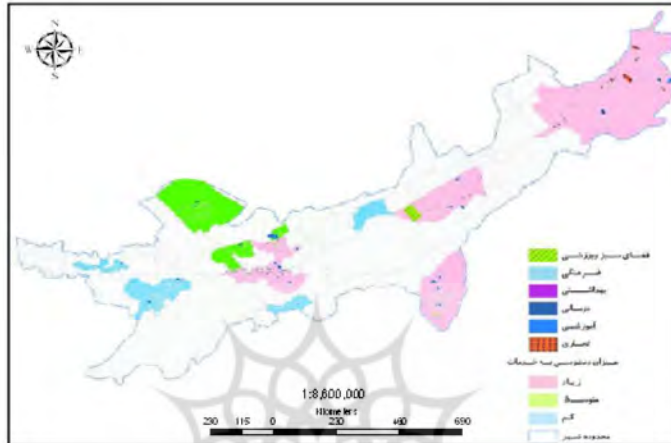 N
W
E
S
فضای سبز و ورزشی
فرهنگی
بهداشتی
درمانی
آموزشی
تجاری
میزان دسترسی به خدمات
زیاد
متوسط
کم
محدوده شهر
1:8,600,000
Kilometers
230 115 0 230 460 690